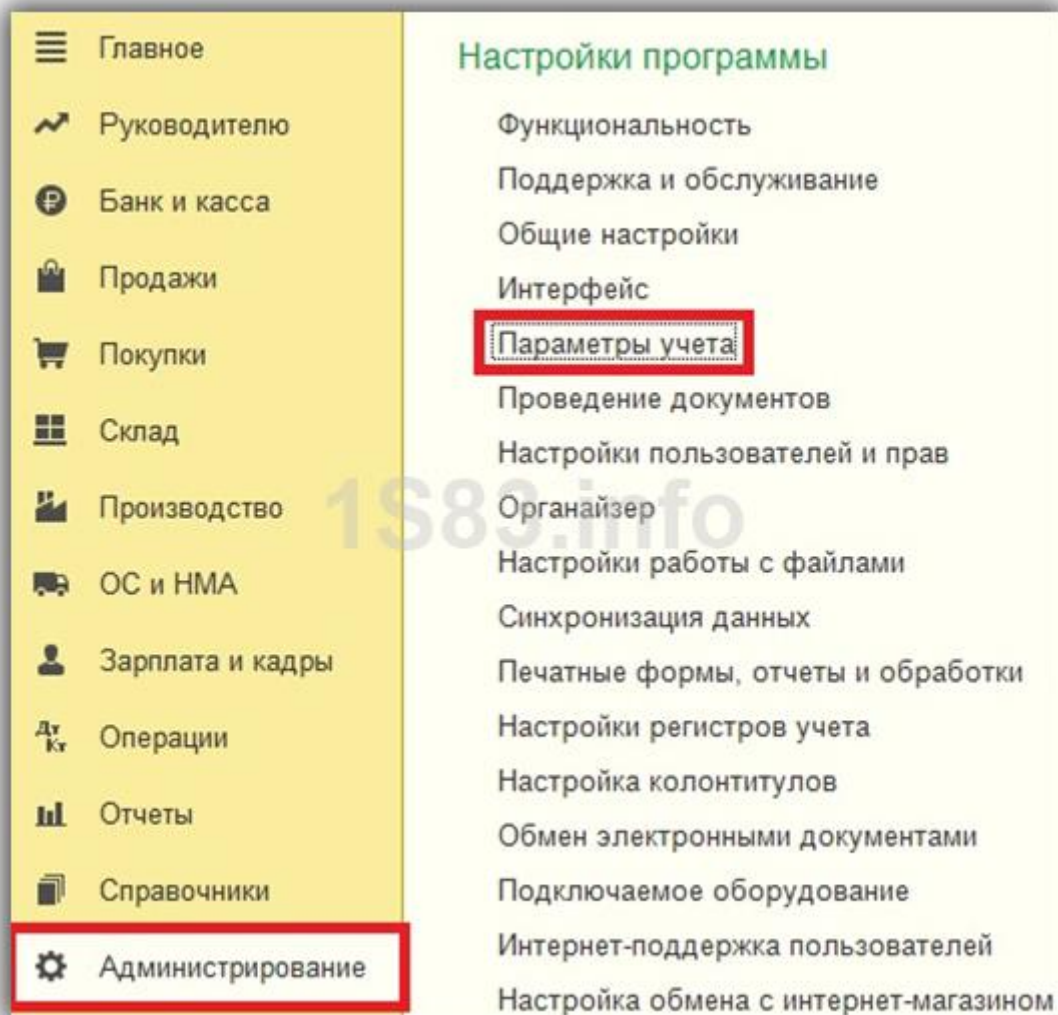 Главное
Руководителю
Банк и касса
Продажи
Покупки
Склад
Производство
ОС и НМА
Зарплата и кадры
Дт Кт Операции
Отчеты
Справочники
Администрирование
Настройки программы
Функциональность
Поддержка и обслуживание
Общие настройки
Интерфейс
Параметры учета
Проведение документов
Настройки пользователей и прав
Органайзер
Настройки работы с файлами
Синхронизация данных
Печатные формы, отчеты и обработки
Настройки регистров учета
Настройка колонтитулов
Обмен электронными документами
Подключаемое оборудование
Интернет-поддержка пользователей
Настройка обмена с интернет-магазином
1S83.info